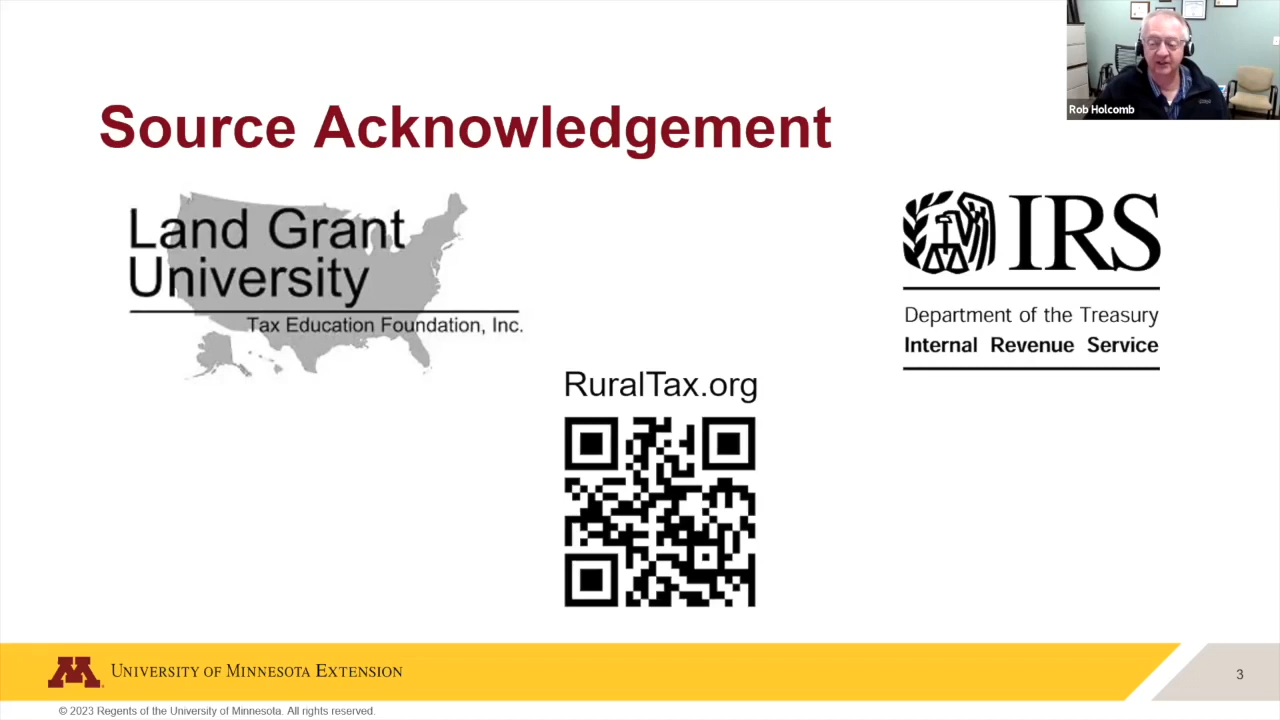 Source Acknowledgement
Rob Holcomb
Land Grant
University
Tax Education Foundation, Inc.
IRS
Department of the Treasury
Internal Revenue Service
RuralTax.org
M
UNIVERSITY OF MINNESOTA EXTENSION
3
© 2023 Regents of the University of Minnesota. All rights reserved.